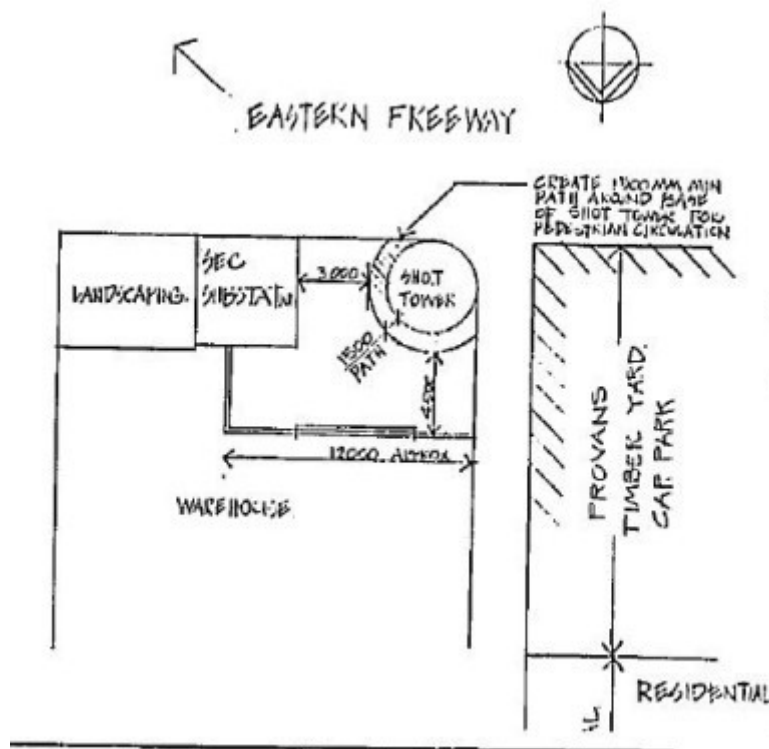 EASTERN FREEWAY
CREATE 1500MM MIN
PATH AROUND BASE
OF SHOT TOWER FOR
PEDESTRIAN CIRCULATION
LANDSCAPING.
SEC
SUBSTAT'N
3000
SHOT
TOWER
1500
PATH
4500
12000 APPROX
WAREHOUSE
PROVANS
TIMBER YARD.
CAR PARK
RESIDENTIAL